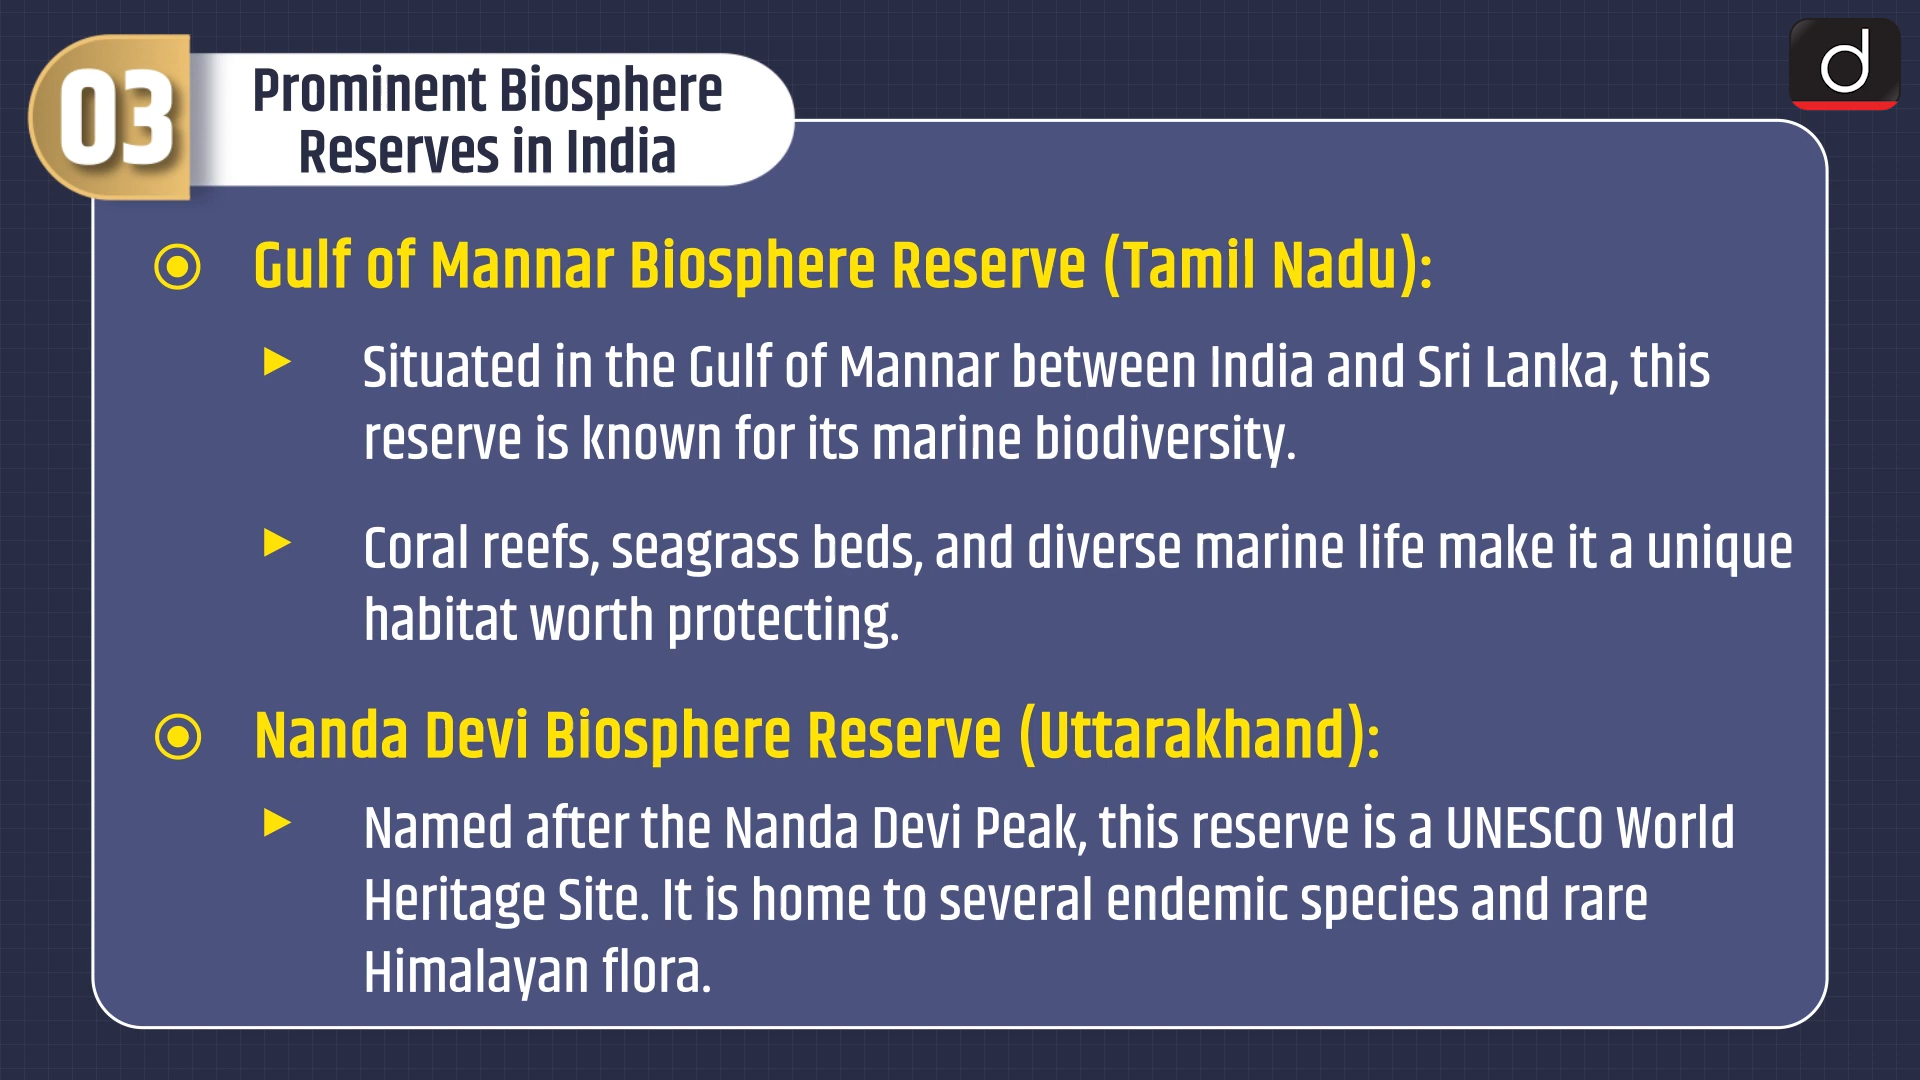 03
Prominent Biosphere
Reserves in India
d
Gulf of Mannar Biosphere Reserve (Tamil Nadu):
Situated in the Gulf of Mannar between India and Sri Lanka, this
reserve is known for its marine biodiversity.
Coral reefs, seagrass beds, and diverse marine life make it a unique
habitat worth protecting.
Nanda Devi Biosphere Reserve (Uttarakhand):
Named after the Nanda Devi Peak, this reserve is a UNESCO World
Heritage Site. It is home to several endemic species and rare
Himalayan flora.